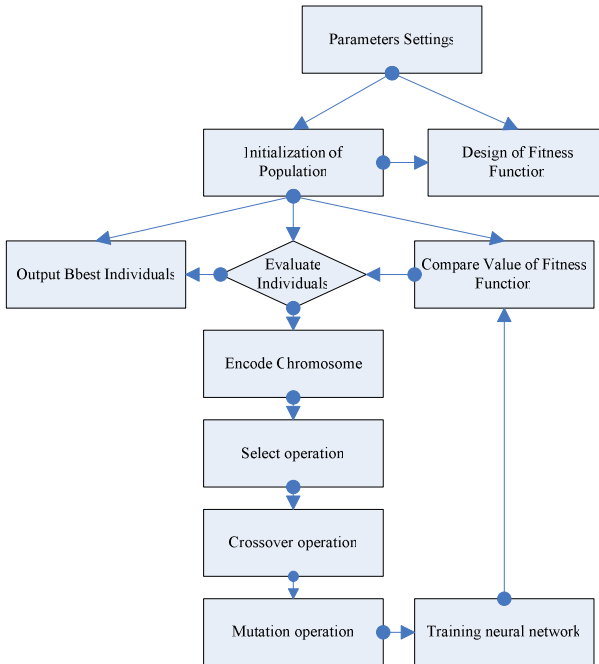 Parameters Settings
Initialization of
Population
Design of Fitness
Function
Output Bbest Individuals
Evaluate
Individuals
Compare Value of Fitness
Function
Encode Chromosome
Select operation
Crossover operation
Mutation operation
Training neural network